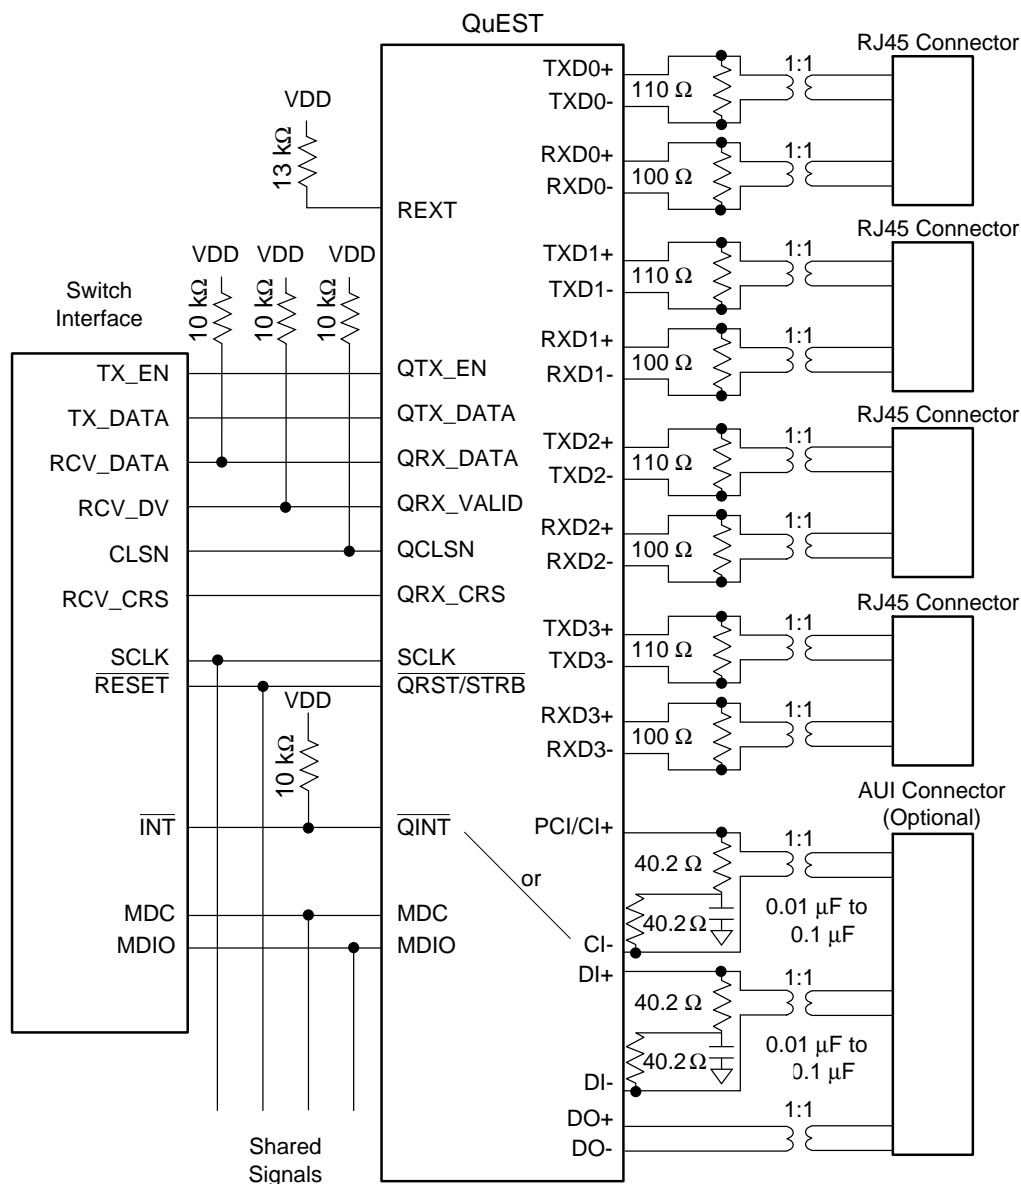 QuEST
RJ45 Connector
1:1
TXD0+
TXD0-
110 Ω
VDD
13 kΩ
RXD0+
RXD0-
100 Ω
1:1
REXT
RJ45 Connector
1:1
TXD1+
TXD1-
110 Ω
VDD
VDD
VDD
10 kΩ
10 kΩ
10 kΩ
Switch
Interface
RXD1+
RXD1-
100 Ω
1:1
TX_EN
QTX_EN
TX_DATA
QTX_DATA
RJ45 Connector
1:1
TXD2+
TXD2-
110 Ω
RCV_DATA
QRX_DATA
RCV_DV
QRX_VALID
RXD2+
RXD2-
100 Ω
1:1
CLSN
QCLSN
RCV_CRS
QRX_CRS
RJ45 Connector
1:1
TXD3+
TXD3-
110 Ω
SCLK
SCLK
RESET
QRST/STRB
VDD
10 kΩ
RXD3+
RXD3-
100 Ω
1:1
AUI Connector
(Optional)
INT
QINT
PCI/CI+
1:1
40.2 Ω
or
40.2 Ω
0.01 µF to
0.1 µF
MDC
MDC
MDIO
MDIO
CI-
DI+
1:1
40.2 Ω
40.2 Ω
0.01 µF to
0.1 µF
DI-
DO+
DO-
1:1
Shared
Signals